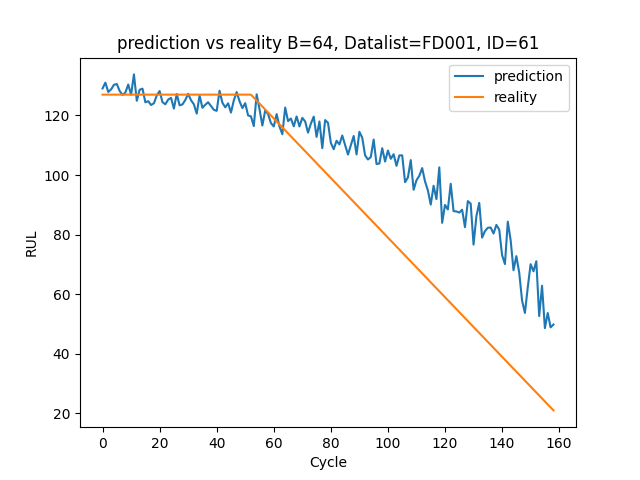 prediction vs reality B=64, Datalist=FD001, ID=61
prediction
reality
120
100
80
60
40
20
RUL
0 20 40 60 80 100 120 140 160
Cycle